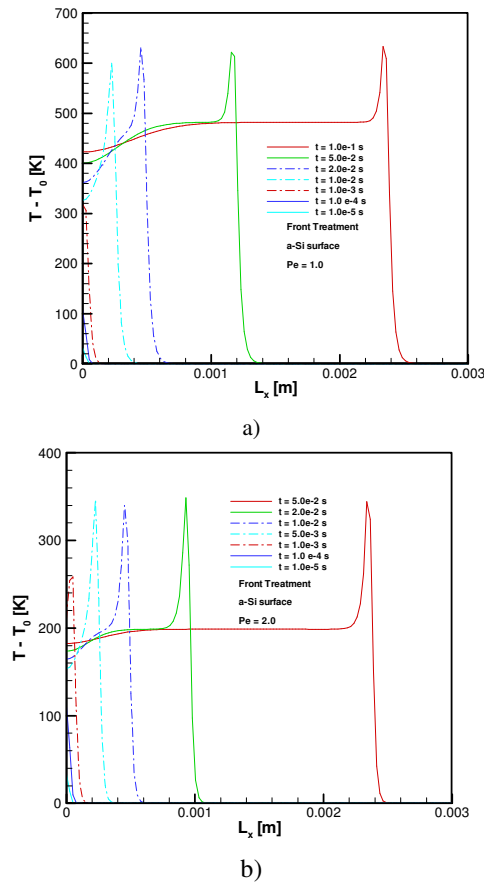 700
600
500
400
300
200
100
0
T - T0 [K]
t = 1.0e-1 s
t = 5.0e-2 s
t = 2.0e-2 s
t = 1.0e-2 s
t = 1.0e-3 s
t = 1.0 e-4 s
t = 1.0e-5 s
Front Treatment
a-Si surface
Pe = 1.0
0 0.001 0.002 0.003
Lx [m]
a)
400
300
200
100
0
T - T0 [K]
t = 5.0e-2 s
t = 2.0e-2 s
t = 1.0e-2 s
t = 5.0e-3 s
t = 1.0e-3 s
t = 1.0 e-4 s
t = 1.0e-5 s
Front Treatment
a-Si surface
Pe = 2.0
0 0.001 0.002 0.003
Lx [m]
b)